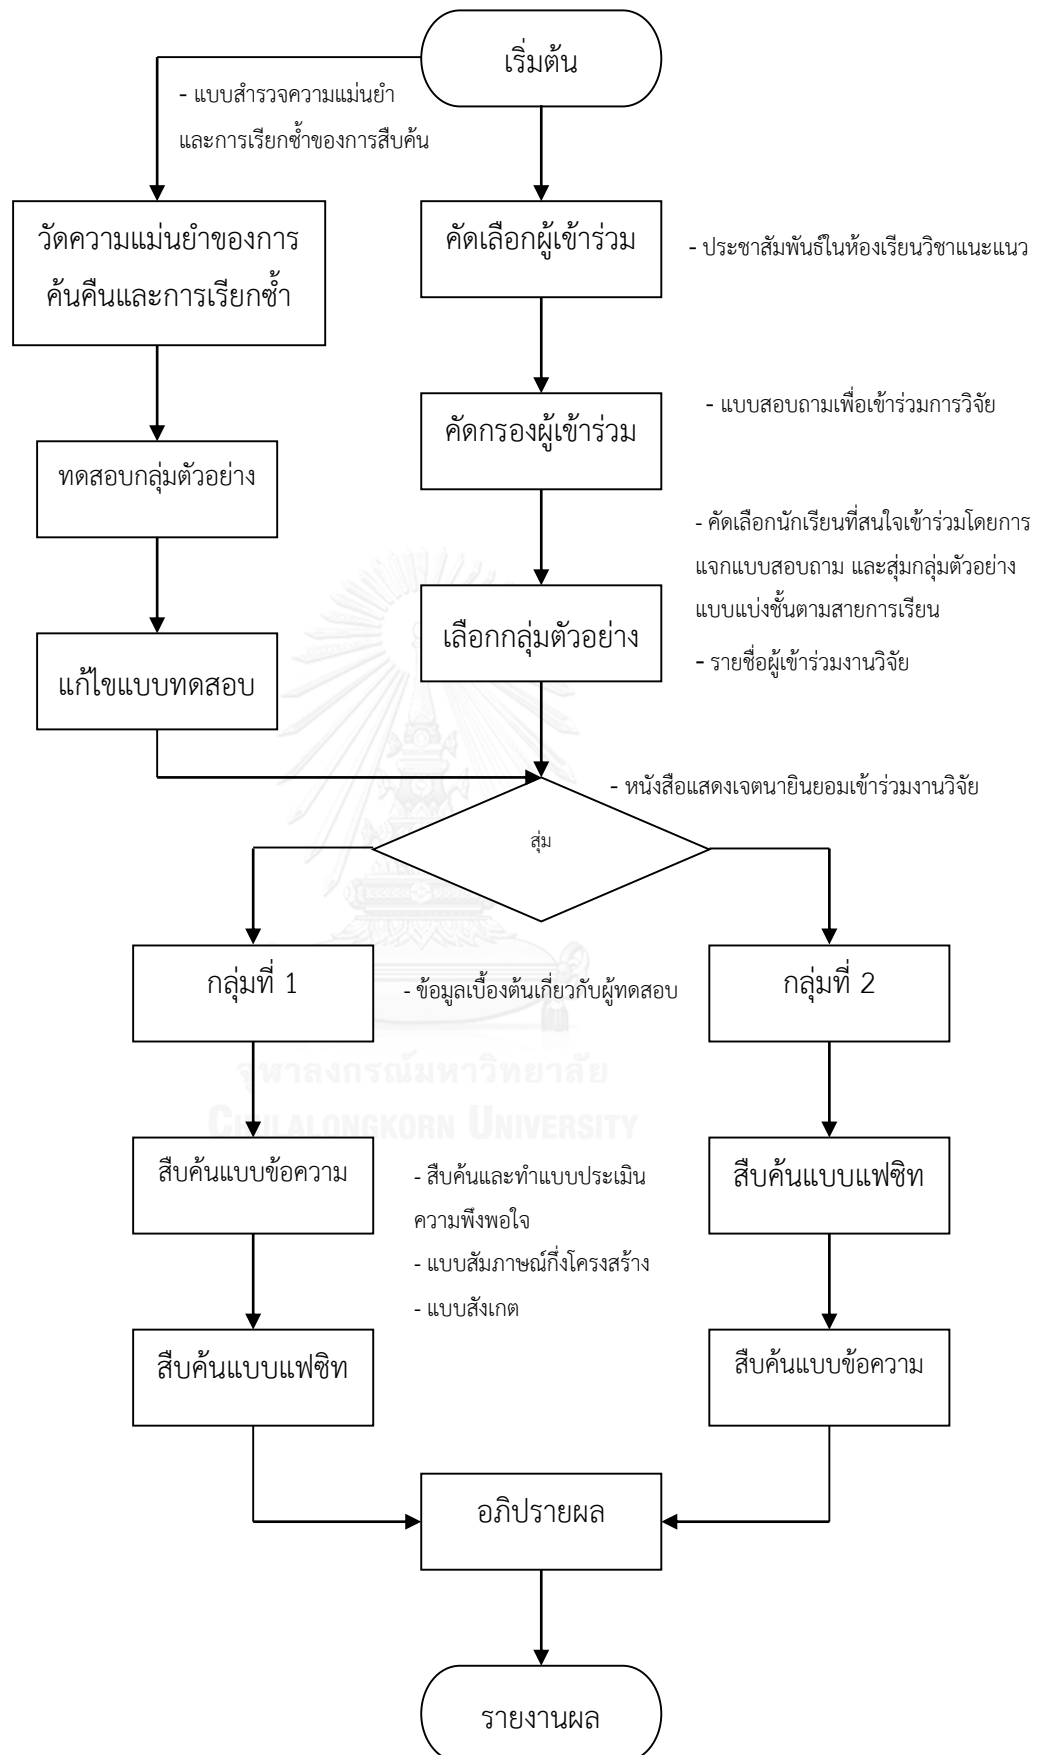 เริ่มต้น
- แบบสำรวจความแม่นยำ
และการเรียกซ้ำของการสืบค้น
วัดความแม่นยำของการ
ค้นคืนและการเรียกซ้ำ
คัดเลือกผู้เข้าร่วม
- ประชาสัมพันธ์ในห้องเรียนวิชาแนะแนว
คัดกรองผู้เข้าร่วม
- แบบสอบถามเพื่อเข้าร่วมการวิจัย
ทดสอบกลุ่มตัวอย่าง
- คัดเลือกนักเรียนที่สนใจเข้าร่วมโดยการ
แจกแบบสอบถาม และสุ่มกลุ่มตัวอย่าง
แบบแบ่งชั้นตามสายการเรียน
เลือกกลุ่มตัวอย่าง
- รายชื่อผู้เข้าร่วมงานวิจัย
แก้ไขแบบทดสอบ
- หนังสือแสดงเจตนายินยอมเข้าร่วมงานวิจัย
สุ่ม
กลุ่มที่ 1
- ข้อมูลเบื้องต้นเกี่ยวกับผู้ทดสอบ
กลุ่มที่ 2
จุฬาลงกรณ์มหาวิทยาลัย
CHULALONGKORN UNIVERSITY
สืบค้นแบบข้อความ
- สืบค้นและทำแบบประเมิน
ความพึงพอใจ
- แบบสัมภาษณ์กึ่งโครงสร้าง
- แบบสังเกต
สืบค้นแบบแฟซิท
สืบค้นแบบแฟซิท
สืบค้นแบบข้อความ
อภิปรายผล
รายงานผล